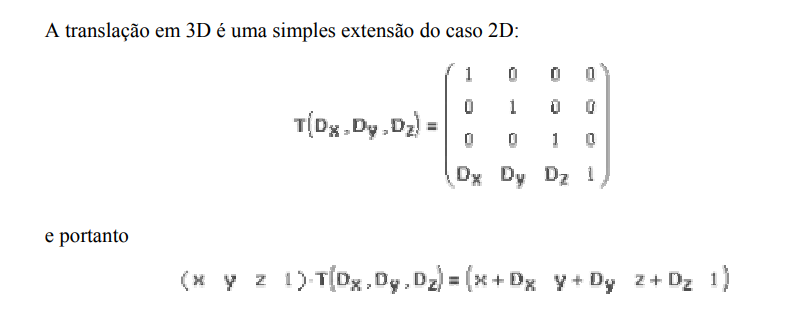 A translação em 3D é uma simples extensão do caso 2D:
T(Dx ,Dy ,Dz) = ( 1 0 0 0
0 1 0 0
0 0 1 0
Dx Dy Dz 1 )
e portanto
( x y z 1 ) · T(Dx ,Dy ,Dz) = (x + Dx y + Dy z + Dz 1)